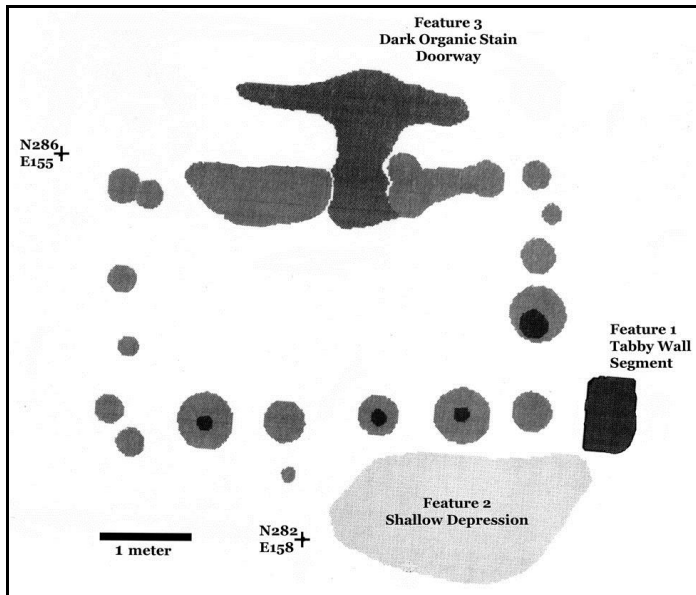 Feature 3
Dark Organic Stain
Doorway
N286
E155
Feature 1
Tabby Wall
Segment
Feature 2
Shallow Depression
N282
E158
1 meter